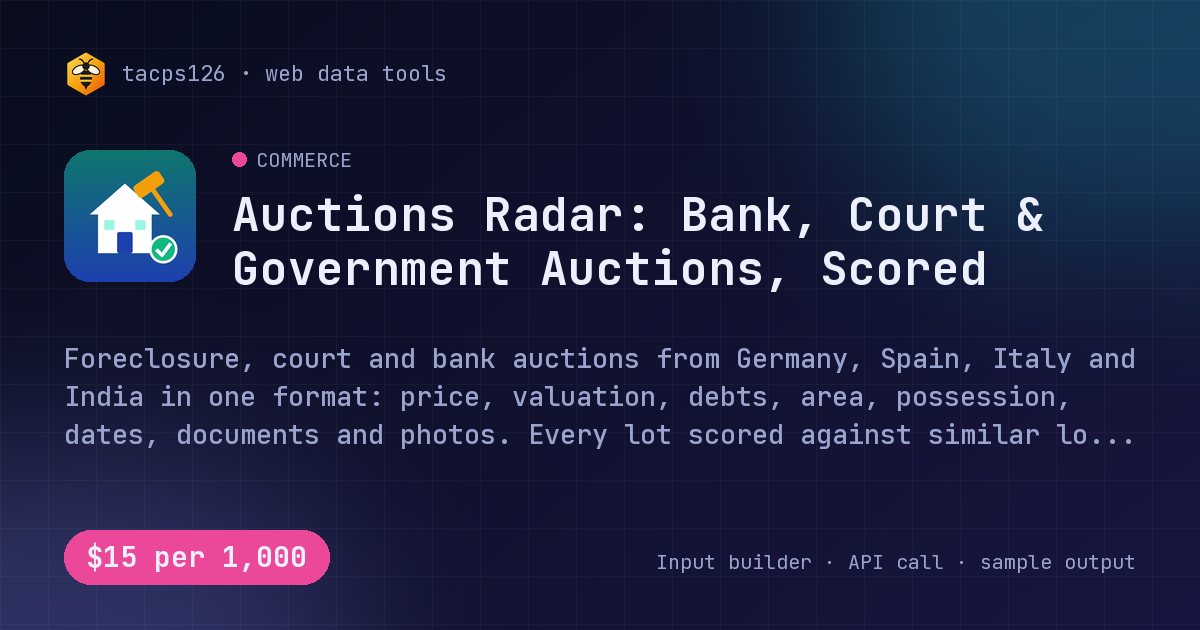 tacps126 · web data tools
COMMERCE
Auctions Radar: Bank, Court &
Government Auctions, Scored
Foreclosure, court and bank auctions from Germany, Spain, Italy and
India in one format: price, valuation, debts, area, possession,
dates, documents and photos. Every lot scored against similar lo...
$15 per 1,000
Input builder · API call · sample output